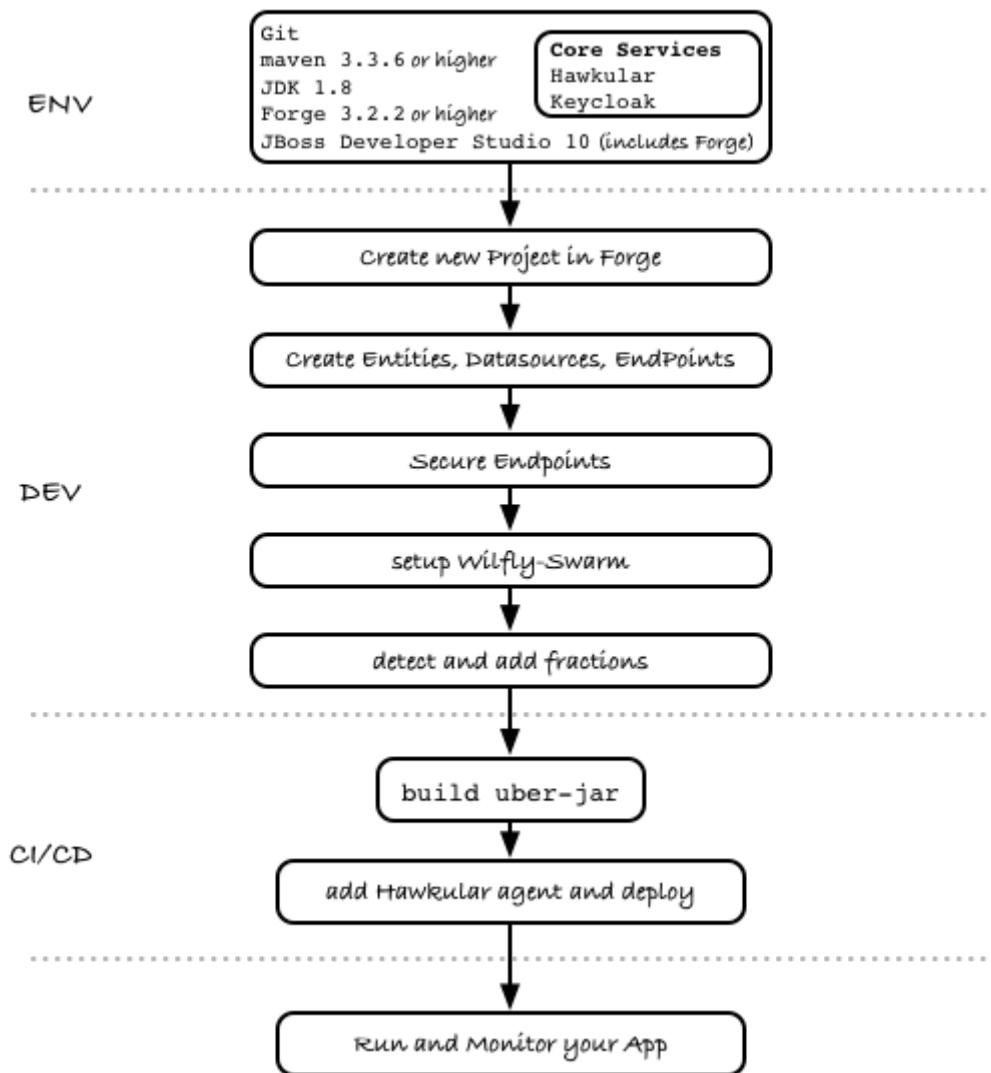 ENV
Git
maven 3.3.6 or higher
JDK 1.8
Forge 3.2.2 or higher
JBoss Developer Studio 10 (includes Forge)
Core Services
Hawkular
Keycloak
DEV
Create new Project in Forge
Create Entities, Datasources, EndPoints
Secure Endpoints
setup Wilfly-Swarm
detect and add fractions
CI/CD
build uber-jar
add Hawkular agent and deploy
Run and Monitor your App